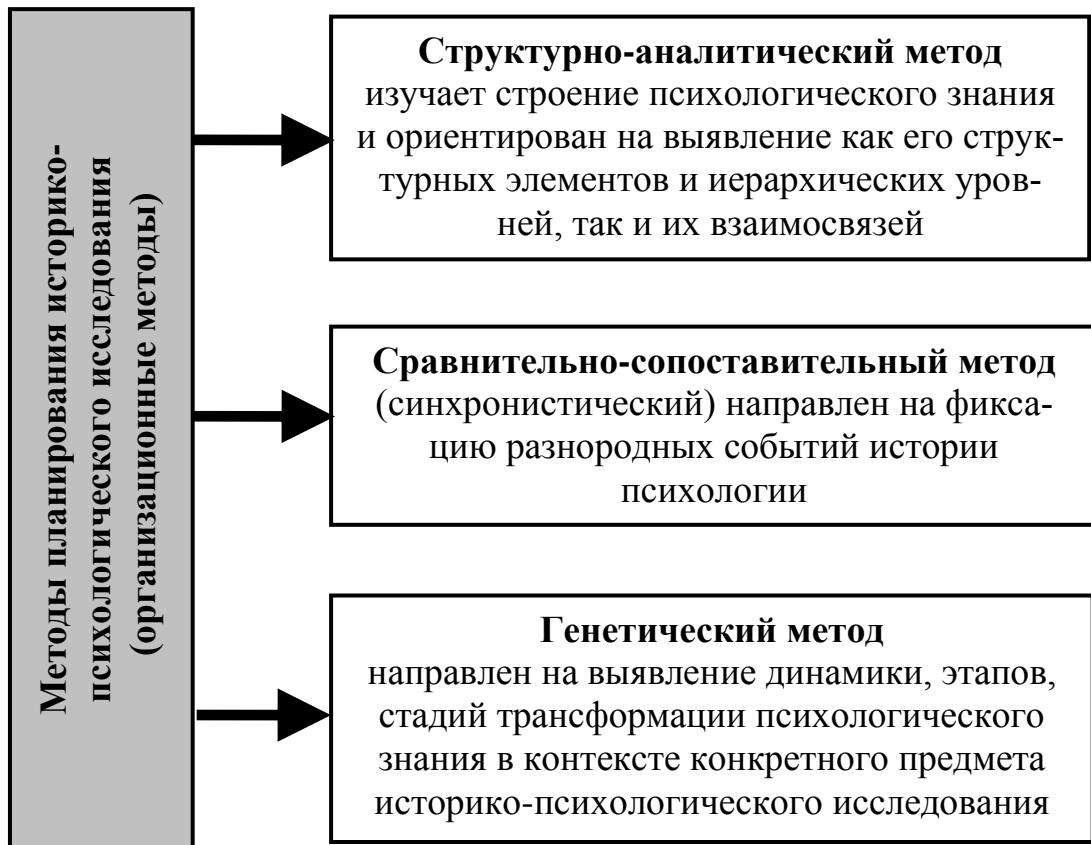 Методы планирования историко-
психологического исследования
(организационные методы)
Структурно-аналитический метод
изучает строение психологического знания
и ориентирован на выявление как его струк-
турных элементов и иерархических уров-
ней, так и их взаимосвязей
Сравнительно-сопоставительный метод
(синхронистический) направлен на фикса-
цию разнородных событий истории
психологии
Генетический метод
направлен на выявление динамики, этапов,
стадий трансформации психологического
знания в контексте конкретного предмета
историко-психологического исследования